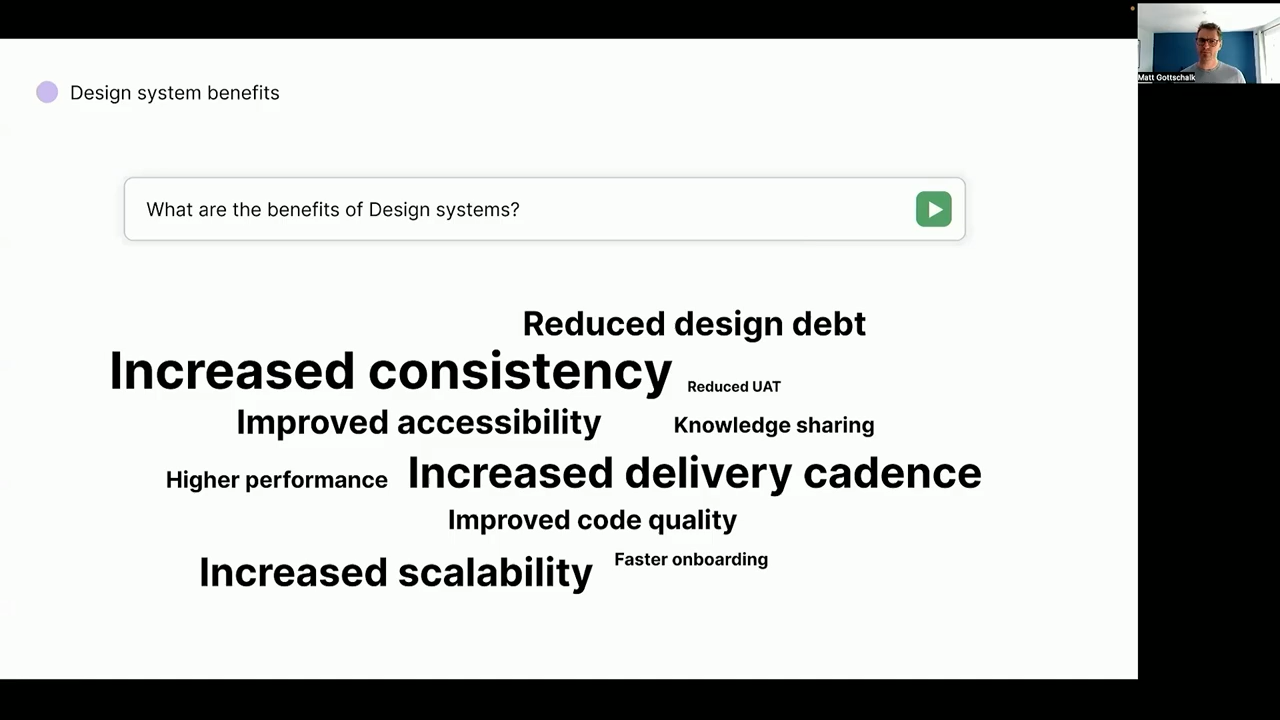 Design system benefits
What are the benefits of Design systems?
Reduced design debt
Increased consistency
Reduced UAT
Improved accessibility
Knowledge sharing
Higher performance
Increased delivery cadence
Improved code quality
Faster onboarding
Increased scalability
Matt Gottschalk